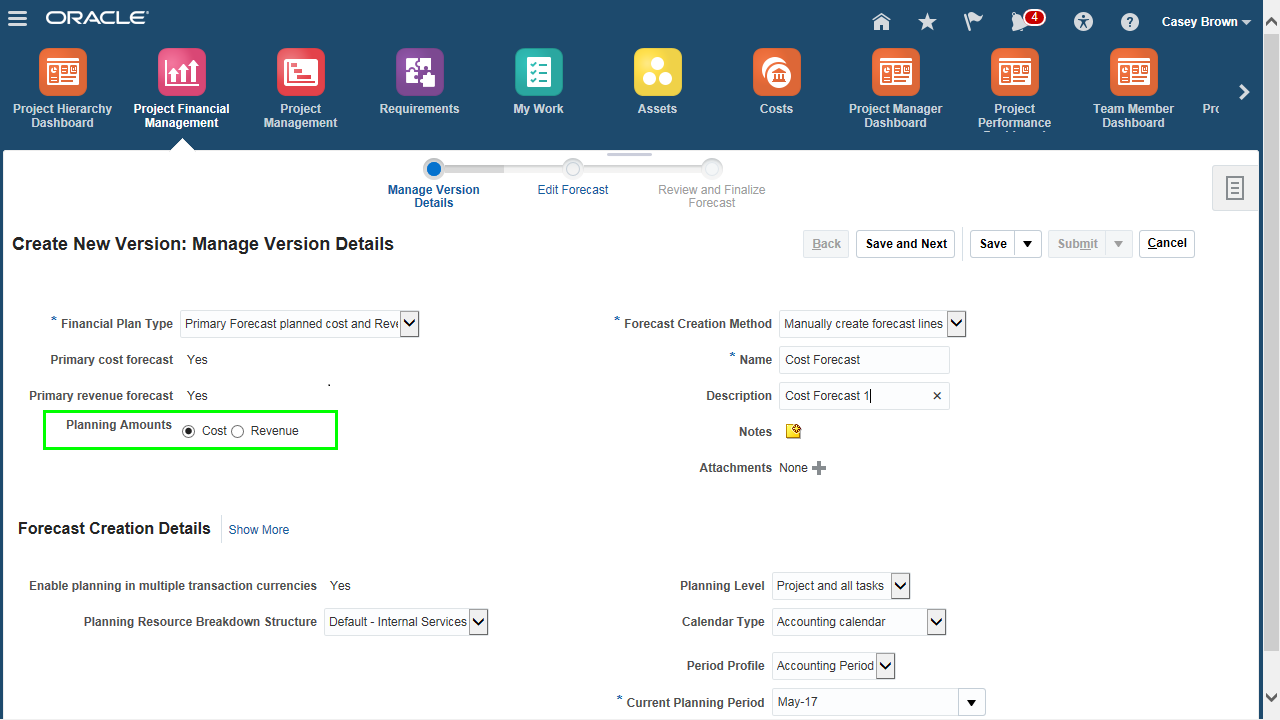 ORACLE
4
Casey Brown
Project Hierarchy
Dashboard
Project Financial
Management
Project
Management
Requirements
My Work
Assets
Costs
Project Manager
Dashboard
Project
Performance
Team Member
Dashboard
Manage Version
Details
Edit Forecast
Review and Finalize
Forecast
Create New Version: Manage Version Details
Back
Save and Next
Save
Submit
Cancel
* Financial Plan Type Primary Forecast planned cost and Reve
Primary cost forecast Yes
Primary revenue forecast Yes
Planning Amounts Cost Revenue
* Forecast Creation Method Manually create forecast lines
* Name Cost Forecast
Description Cost Forecast 1
Notes
Attachments None
Forecast Creation Details Show More
Enable planning in multiple transaction currencies Yes
Planning Resource Breakdown Structure Default - Internal Services
Planning Level Project and all tasks
Calendar Type Accounting calendar
Period Profile Accounting Period
* Current Planning Period May-17